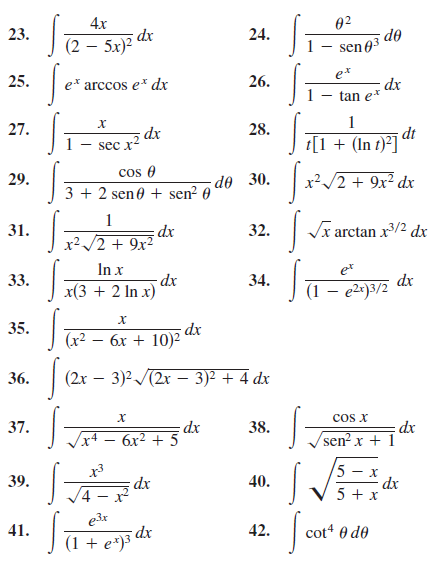 23. ∫ 4x / (2 − 5x)² dx
24. ∫ θ² / (1 − sen θ³) dθ
25. ∫ eˣ arccos eˣ dx
26. ∫ eˣ / (1 − tan eˣ) dx
27. ∫ x / (1 − sec x²) dx
28. ∫ 1 / (t[1 + (ln t)²]) dt
29. ∫ cos θ / (3 + 2 sen θ + sen² θ) dθ
30. ∫ x²√(2 + 9x²) dx
31. ∫ 1 / (x²√(2 + 9x²)) dx
32. ∫ √x arctan x^(3/2) dx
33. ∫ ln x / (x(3 + 2 ln x)) dx
34. ∫ eˣ / (1 − e²ˣ)^(3/2) dx
35. ∫ x / (x² − 6x + 10)² dx
36. ∫ (2x − 3)²√((2x − 3)² + 4) dx
37. ∫ x / √(x⁴ − 6x² + 5) dx
38. ∫ cos x / √(sen² x + 1) dx
39. ∫ x³ / √(4 − x²) dx
40. ∫ √((5 − x) / (5 + x)) dx
41. ∫ e³ˣ / (1 + eˣ)³ dx
42. ∫ cot⁴ θ dθ